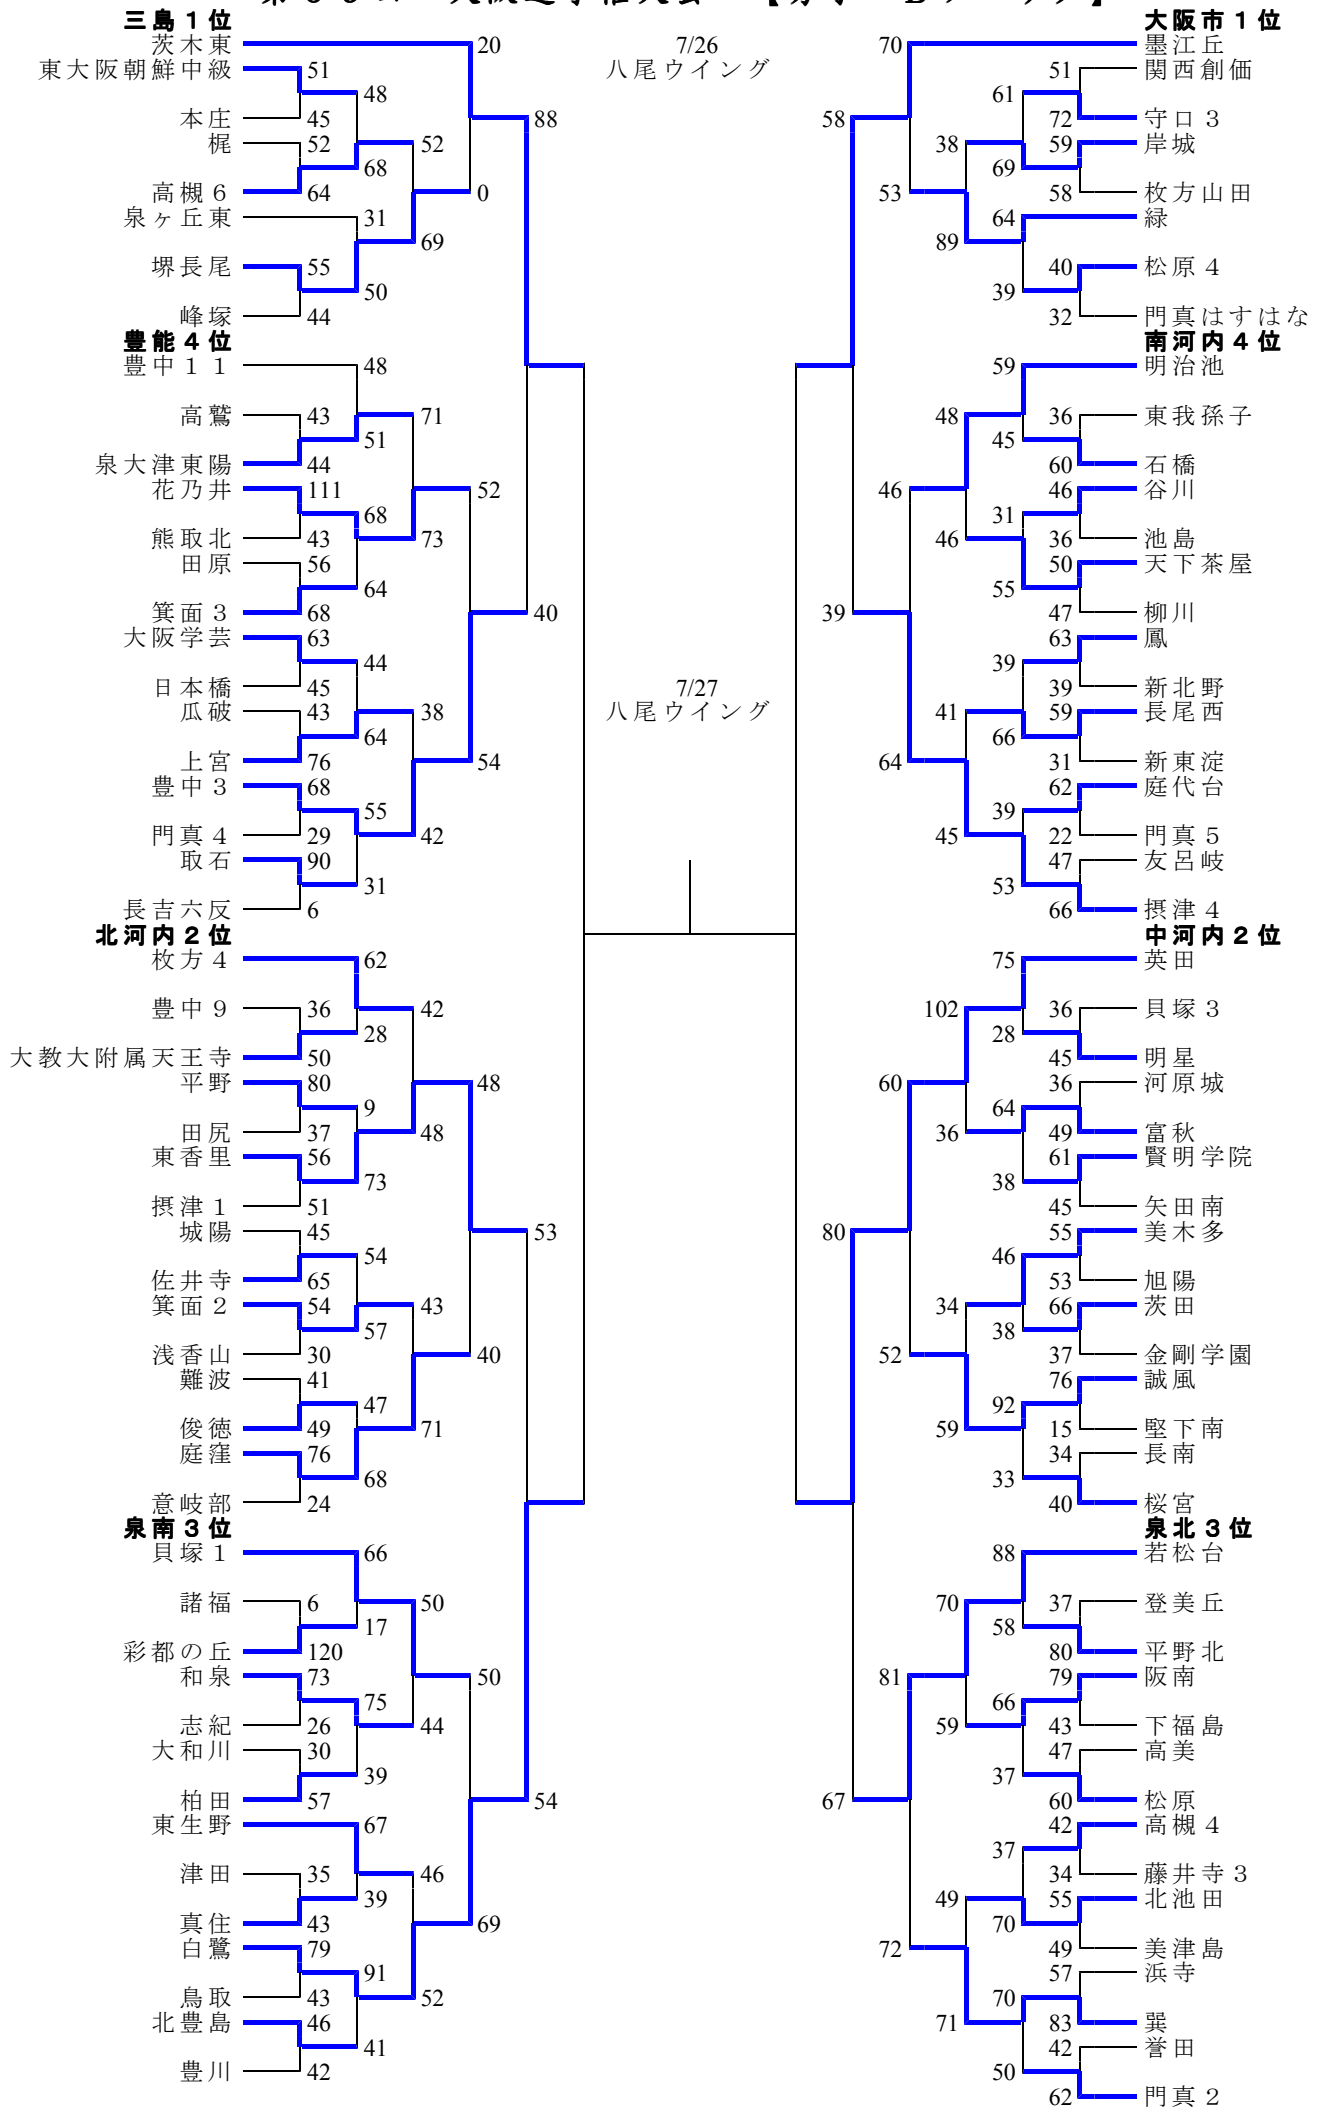 三島１位
茨木東
20
東大阪朝鮮中級
51
48
本庄
45
88
梶
52
52
68
高槻６
64
0
泉ヶ丘東
31
69
堺長尾
55
50
峰塚
44
豊能４位
豊中１１
48
高鷲
43
71
51
泉大津東陽
44
花乃井
111
52
68
熊取北
43
73
田原
56
64
箕面３
68
40
大阪学芸
63
44
日本橋
45
瓜破
43
38
64
上宮
76
54
豊中３
68
55
門真４
29
42
取石
90
31
長吉六反
6
北河内２位
枚方４
62
豊中９
36
42
28
大教大附属天王寺
50
平野
80
48
9
田尻
37
48
東香里
56
73
摂津１
51
城陽
45
53
54
佐井寺
65
箕面２
54
43
57
浅香山
30
40
難波
41
47
俊徳
49
71
庭窪
76
68
意岐部
24
泉南３位
貝塚１
66
諸福
6
50
17
彩都の丘
120
和泉
73
50
75
志紀
26
44
大和川
30
39
柏田
57
54
東生野
67
津田
35
46
39
真住
43
69
白鷺
79
91
鳥取
43
52
北豊島
46
41
豊川
42
7/26
八尾ウイング
7/27
八尾ウイング
大阪市１位
70
墨江丘
51
関西創価
61
58
72
守口３
38
59
岸城
69
53
58
枚方山田
64
緑
89
40
松原４
39
32
門真はすはな
南河内４位
59
明治池
48
36
東我孫子
45
60
石橋
46
46
谷川
31
46
36
池島
50
天下茶屋
55
39
47
柳川
63
鳳
39
39
新北野
41
59
長尾西
66
64
31
新東淀
62
庭代台
39
45
22
門真５
47
友呂岐
53
66
摂津４
中河内２位
75
英田
102
36
貝塚３
28
45
明星
60
36
河原城
64
36
49
富秋
61
賢明学院
38
45
矢田南
80
55
美木多
46
53
旭陽
34
66
茨田
38
52
37
金剛学園
76
誠風
92
59
15
堅下南
34
長南
33
40
桜宮
泉北３位
88
若松台
70
37
登美丘
58
80
平野北
81
79
阪南
66
59
43
下福島
47
高美
37
67
60
松原
42
高槻４
37
34
藤井寺３
49
55
北池田
70
72
49
美津島
57
浜寺
70
71
83
巽
42
誉田
50
62
門真２